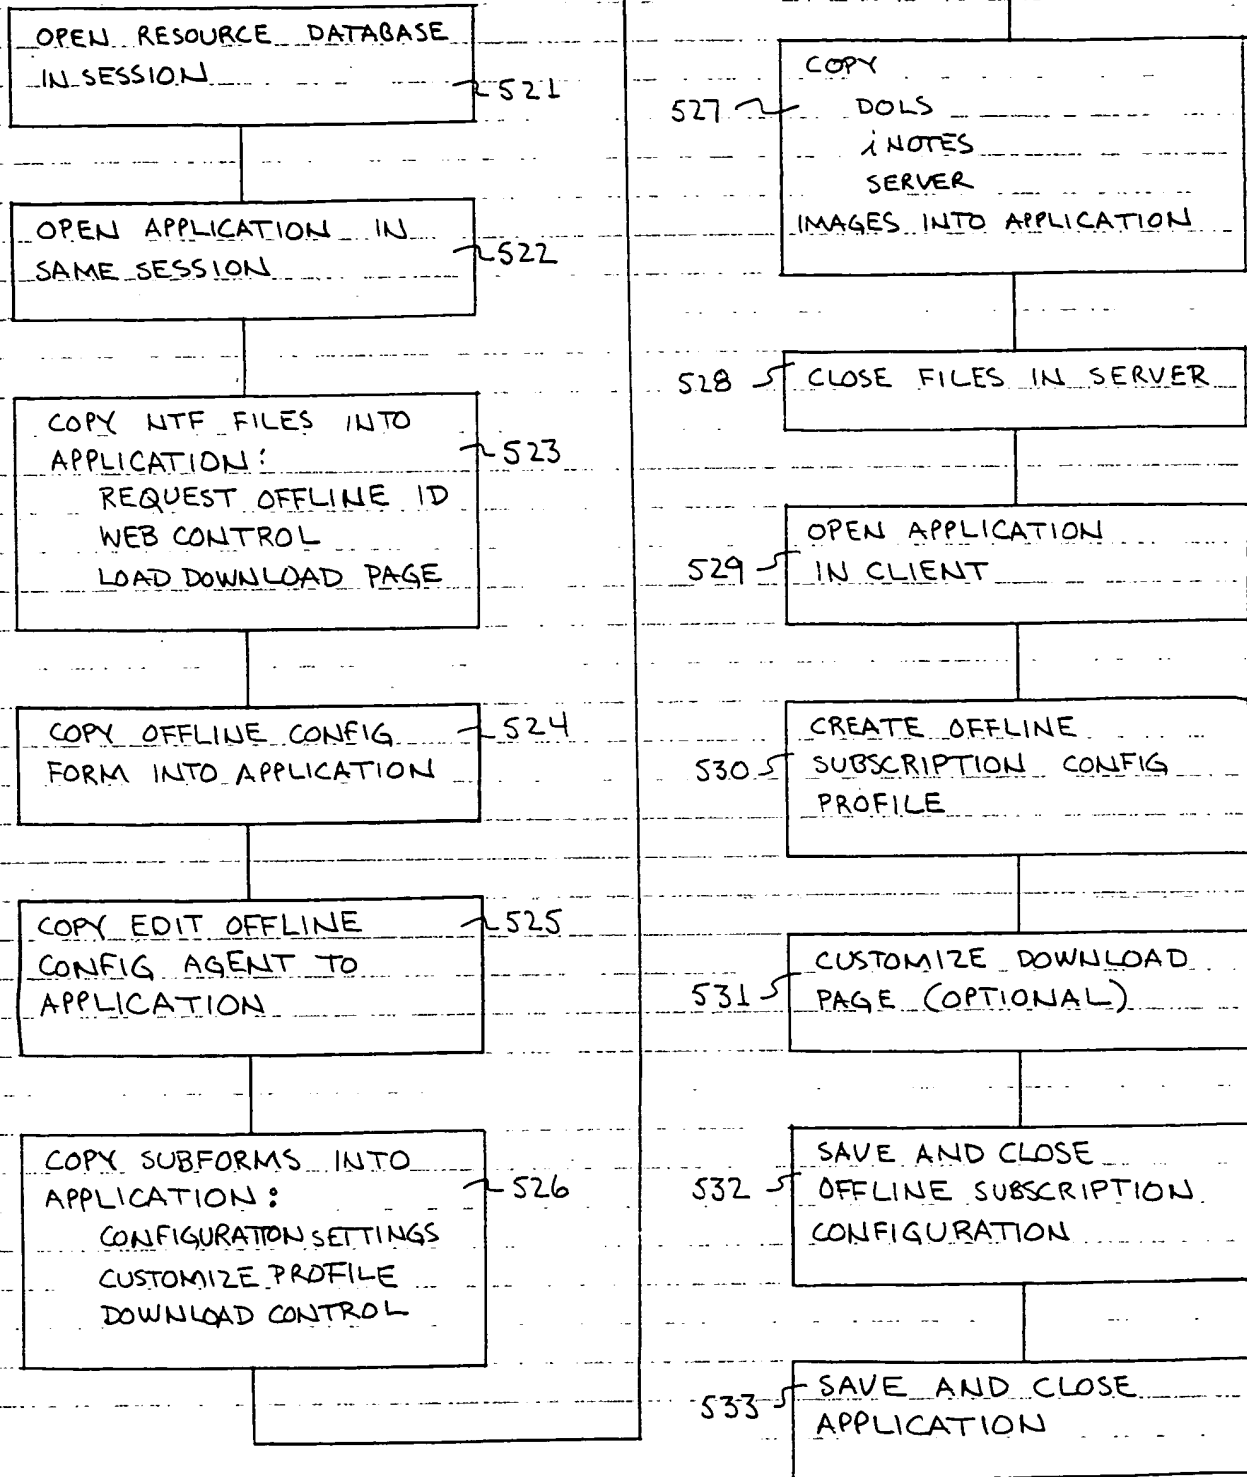 OPEN RESOURCE DATABASE
IN SESSION
521
OPEN APPLICATION IN
SAME SESSION
522
COPY NTF FILES INTO
APPLICATION:
523
REQUEST OFFLINE ID
WEB CONTROL
LOAD DOWNLOAD PAGE
COPY OFFLINE CONFIG
524
FORM INTO APPLICATION
COPY EDIT OFFLINE
525
CONFIG AGENT TO
APPLICATION
COPY SUBFORMS INTO
APPLICATION:
526
CONFIGURATION SETTINGS
CUSTOMIZE PROFILE
DOWNLOAD CONTROL
COPY
527
DOLS
iNOTES
SERVER
IMAGES INTO APPLICATION
528
CLOSE FILES IN SERVER
OPEN APPLICATION
529
IN CLIENT
CREATE OFFLINE
530
SUBSCRIPTION CONFIG
PROFILE
CUSTOMIZE DOWNLOAD
531
PAGE (OPTIONAL)
SAVE AND CLOSE
532
OFFLINE SUBSCRIPTION
CONFIGURATION
533
SAVE AND CLOSE
APPLICATION